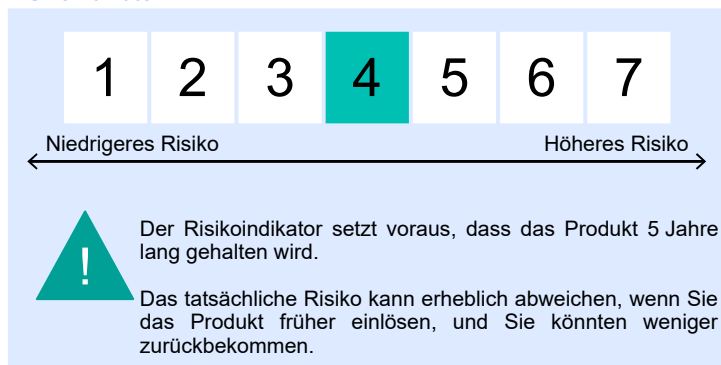 1 2 3 4 5 6 7
Niedrigeres Risiko Höheres Risiko
!
Der Risikoindikator setzt voraus, dass das Produkt 5 Jahre
lang gehalten wird.
Das tatsächliche Risiko kann erheblich abweichen, wenn Sie
das Produkt früher einlösen, und Sie könnten weniger
zurückbekommen.